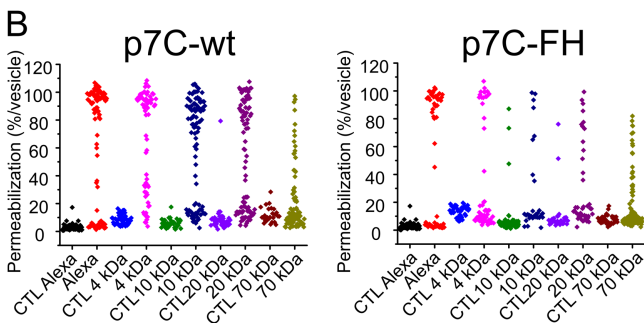 B
p7C-wt
Permeabilization (%/vesicle)
120
100
80
60
40
20
0
CTL Alexa
Alexa
CTL 4 kDa
4 kDa
CTL10 kDa
10 kDa
CTL20 kDa
20 kDa
CTL 70 kDa
70 kDa
p7C-FH
Permeabilization (%/vesicle)
120
100
80
60
40
20
0
CTL Alexa
Alexa
CTL 4 kDa
4 kDa
CTL 10 kDa
10 kDa
CTL20 kDa
20 kDa
CTL 70 kDa
70 kDa